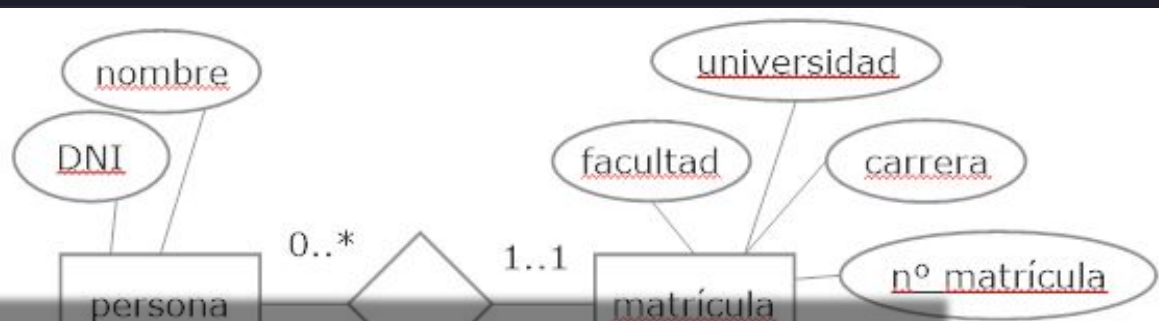 nombre
universidad
DNI
facultad
carrera
0..*
1..1
nº matrícula
persona
matrícula